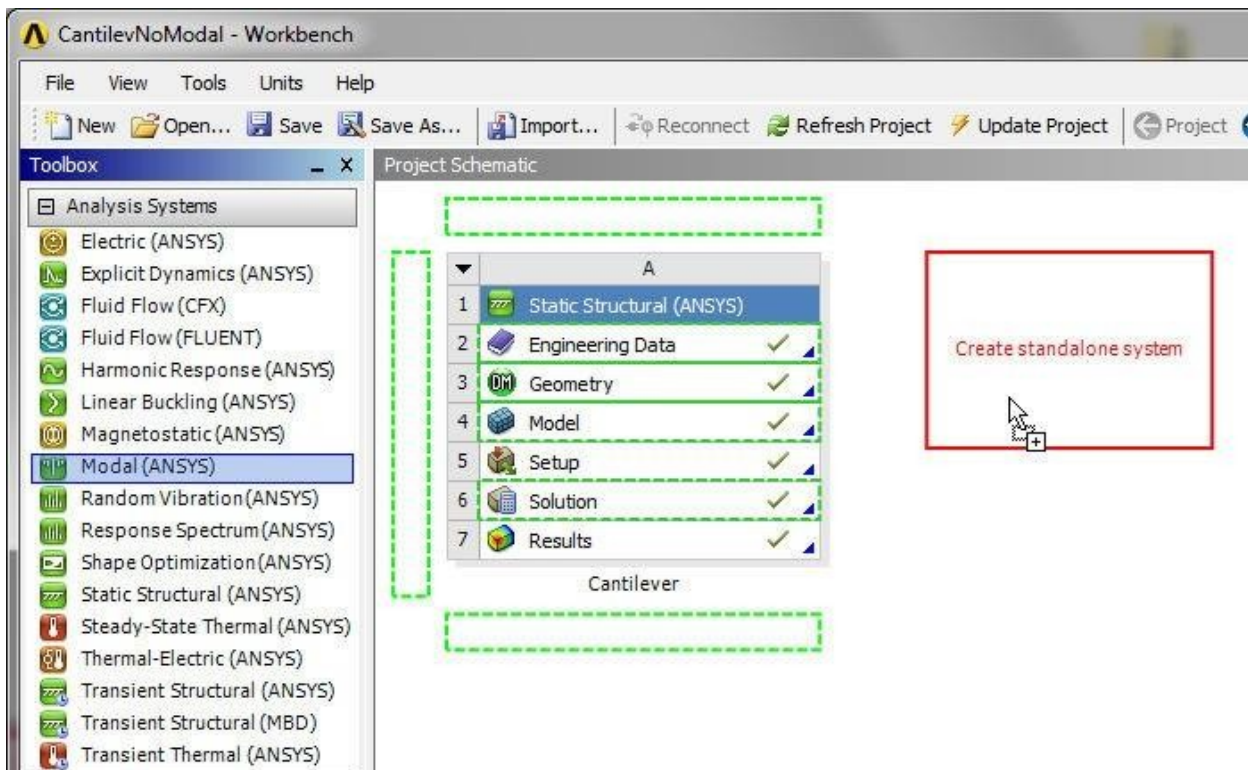 CantilevNoModal - Workbench
File View Tools Units Help
New Open... Save Save As... Import... Reconnect Refresh Project Update Project Project
Toolbox
Project Schematic
Analysis Systems
Electric (ANSYS)
Explicit Dynamics (ANSYS)
Fluid Flow (CFX)
Fluid Flow (FLUENT)
Harmonic Response (ANSYS)
Linear Buckling (ANSYS)
Magnetostatic (ANSYS)
Modal (ANSYS)
Random Vibration (ANSYS)
Response Spectrum (ANSYS)
Shape Optimization (ANSYS)
Static Structural (ANSYS)
Steady-State Thermal (ANSYS)
Thermal-Electric (ANSYS)
Transient Structural (ANSYS)
Transient Structural (MBD)
Transient Thermal (ANSYS)
A
1 Static Structural (ANSYS)
2 Engineering Data
3 DM Geometry
4 Model
5 Setup
6 Solution
7 Results
Cantilever
Create standalone system